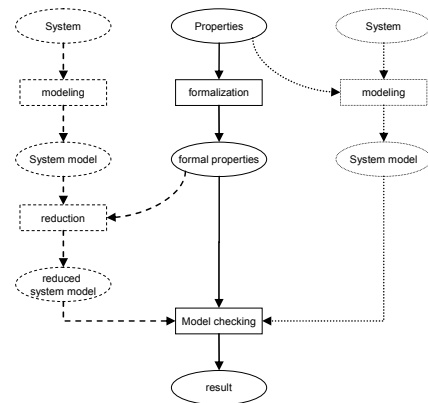 System
Properties
System
modeling
formalization
modeling
System model
formal properties
System model
reduction
reduced
system model
Model checking
result